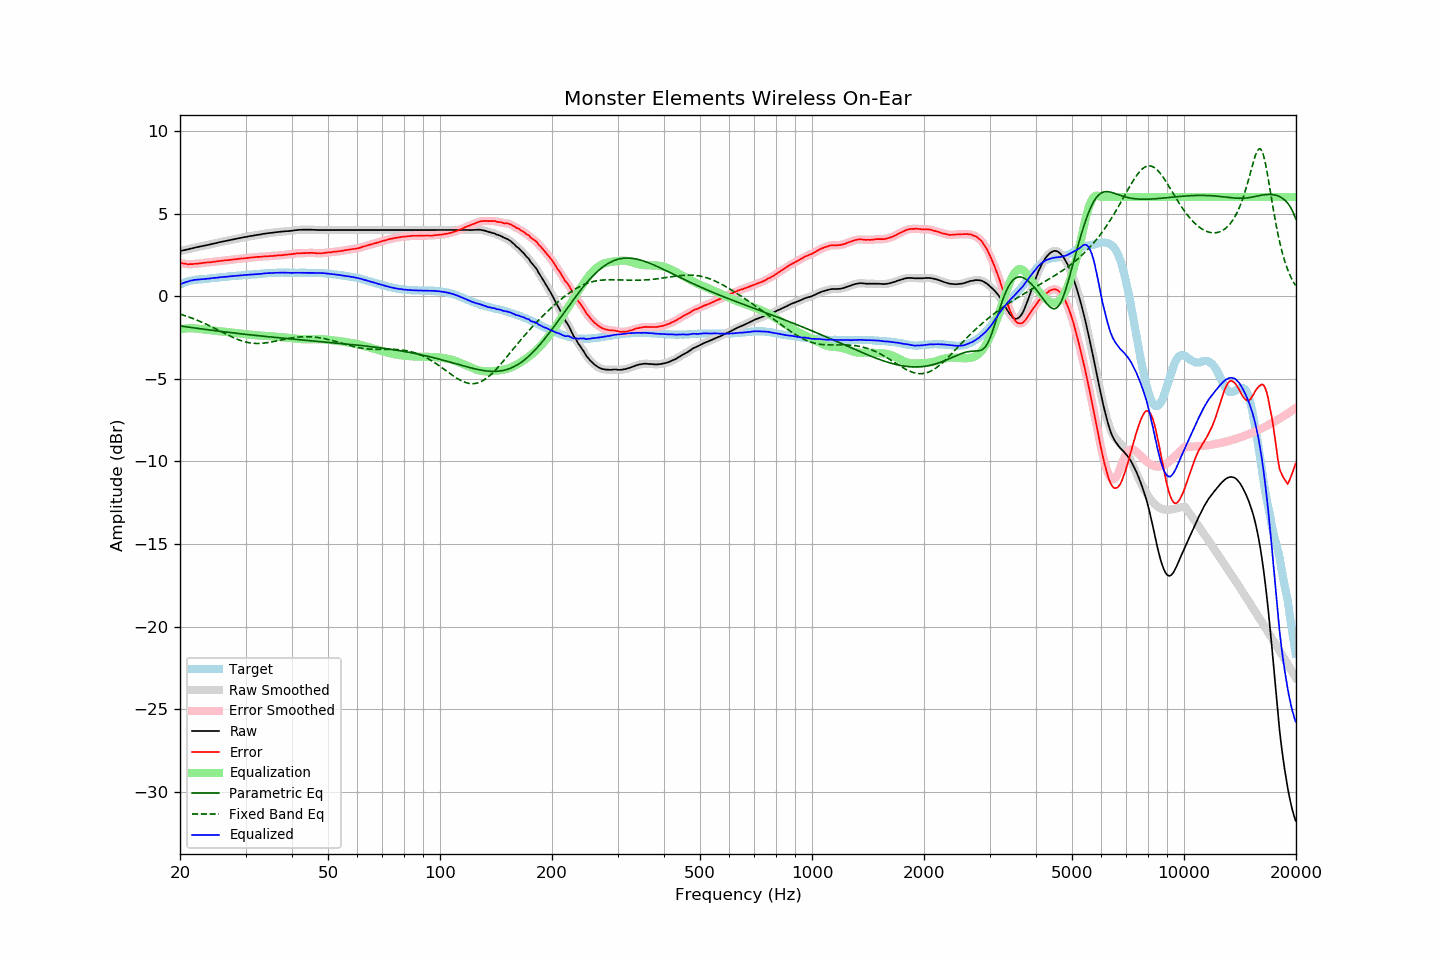 Monster Elements Wireless On-Ear
10
5
0
−5
−10
−15
−20
−25
−30
Amplitude (dBr)
Target
Raw Smoothed
Error Smoothed
Raw
Error
Equalization
Parametric Eq
Fixed Band Eq
Equalized
20 50 100 200 500 1000 2000 5000 10000 20000
Frequency (Hz)